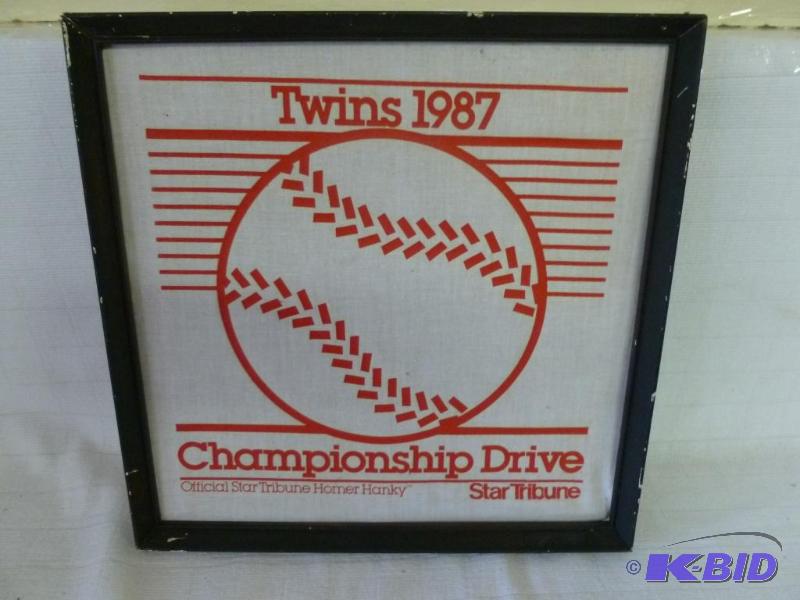 Twins 1987
Championship Drive
Official Star Tribune Homer Hanky™
Star Tribune
© K-BID